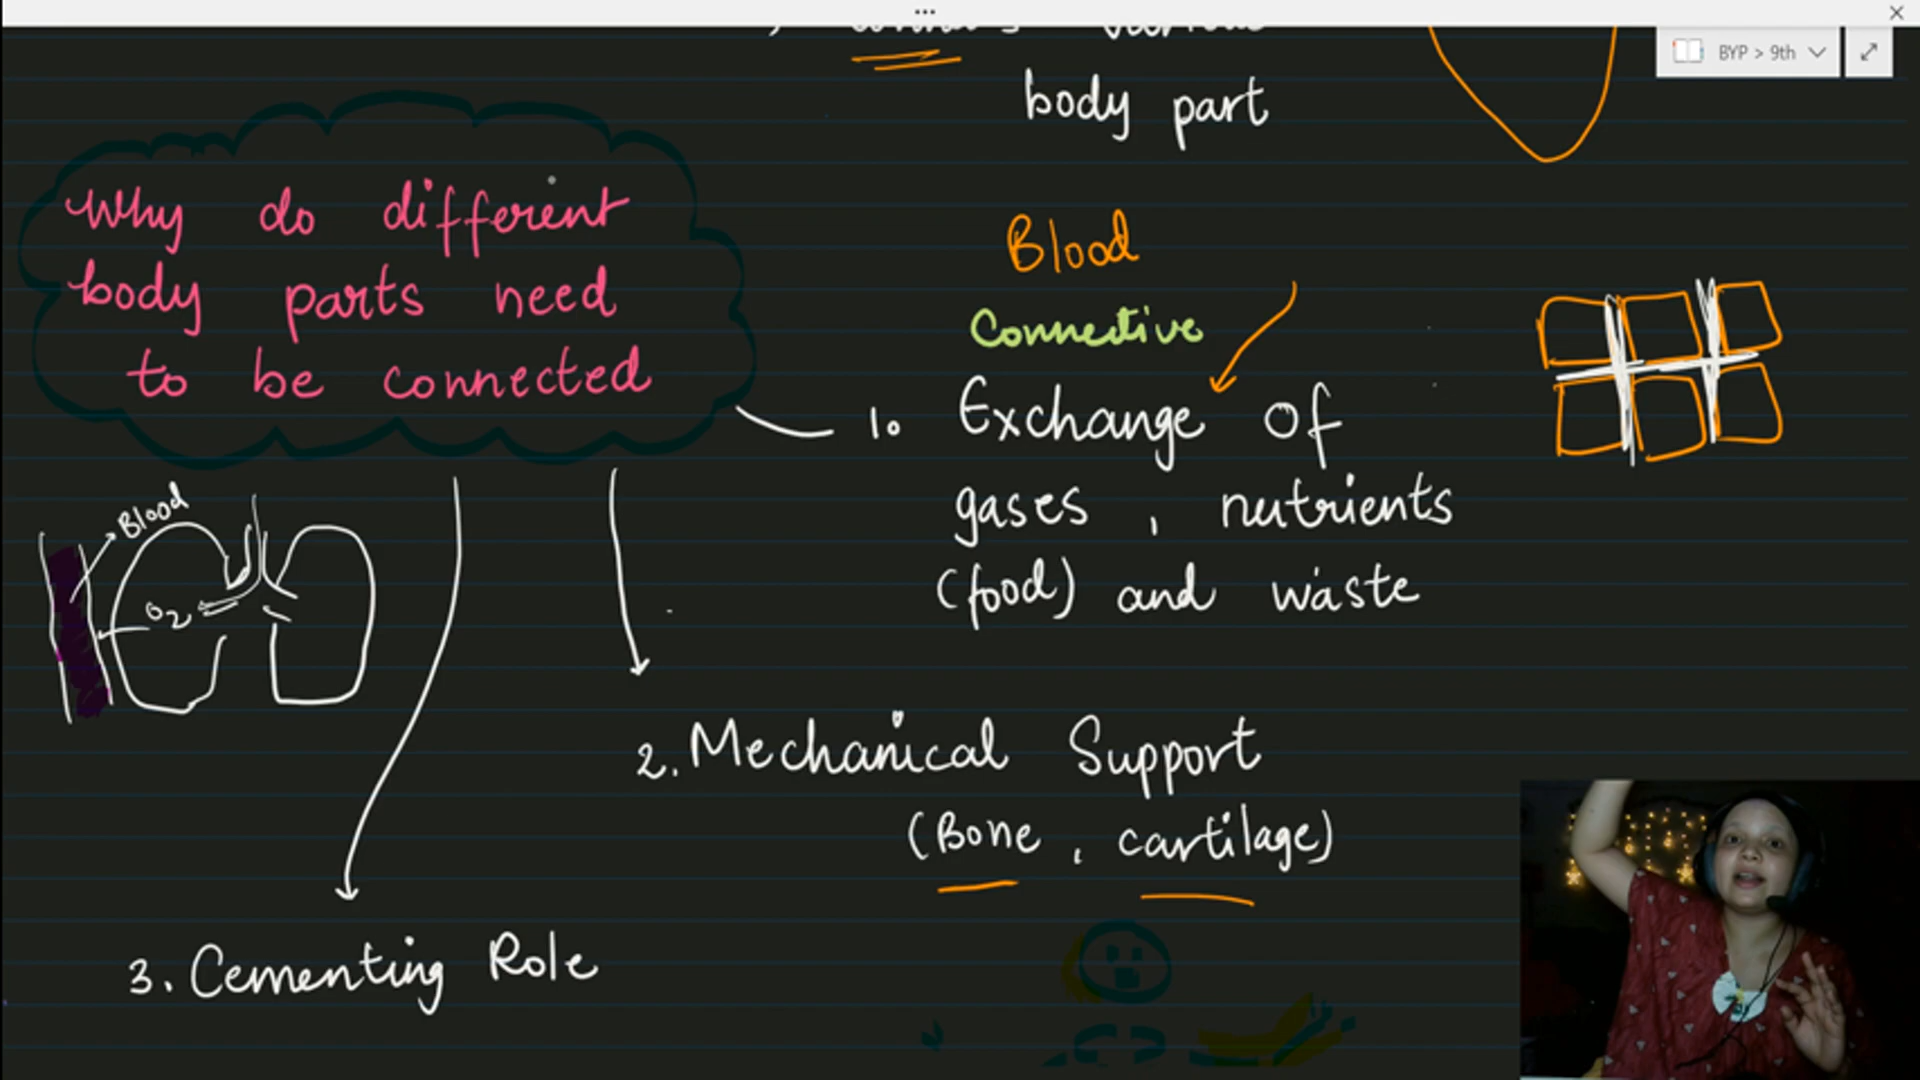 BYP > 9th
body part
Why do different
body parts need
to be connected
Blood
Connective
1. Exchange of
gases, nutrients
(food) and waste
Blood
O2
2. Mechanical Support
(Bone, cartilage)
3. Cementing Role